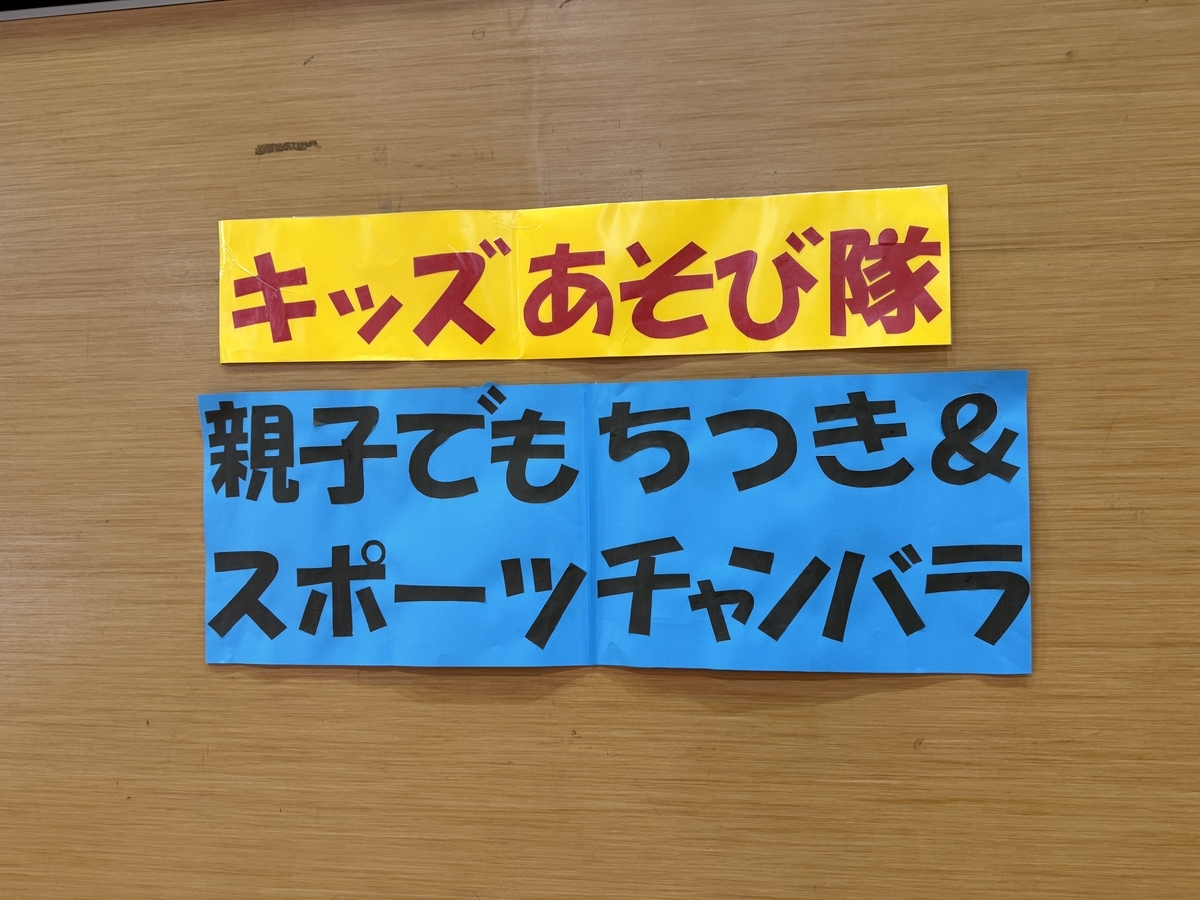 キッズあそび隊
親子でもちつき&
スポーツチャンバラ